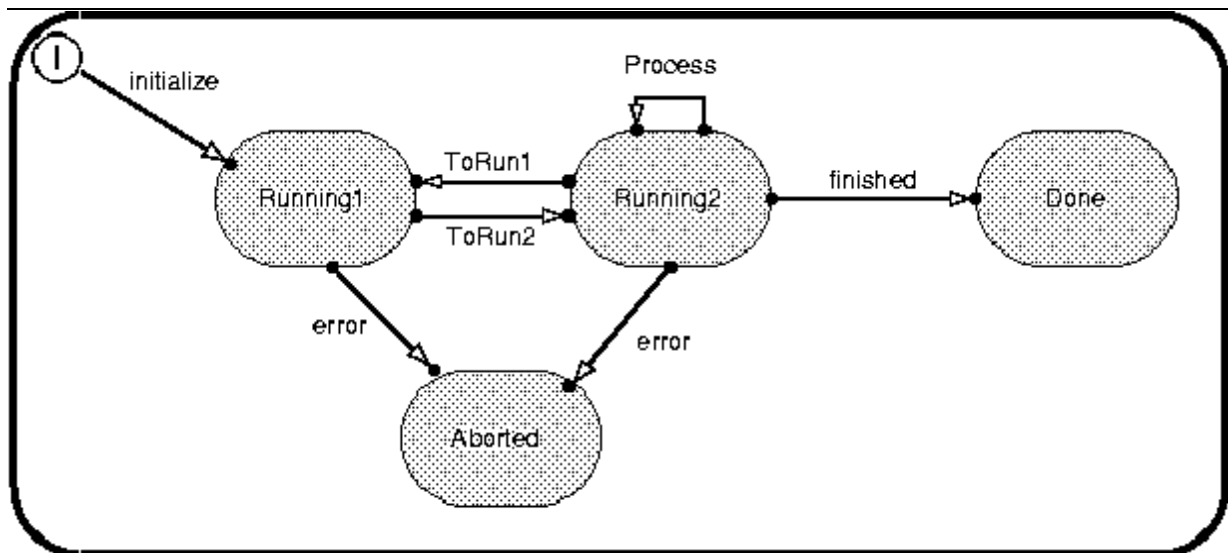 I
initialize
Process
ToRun1
Running1
Running2
finished
Done
ToRun2
error
error
Aborted